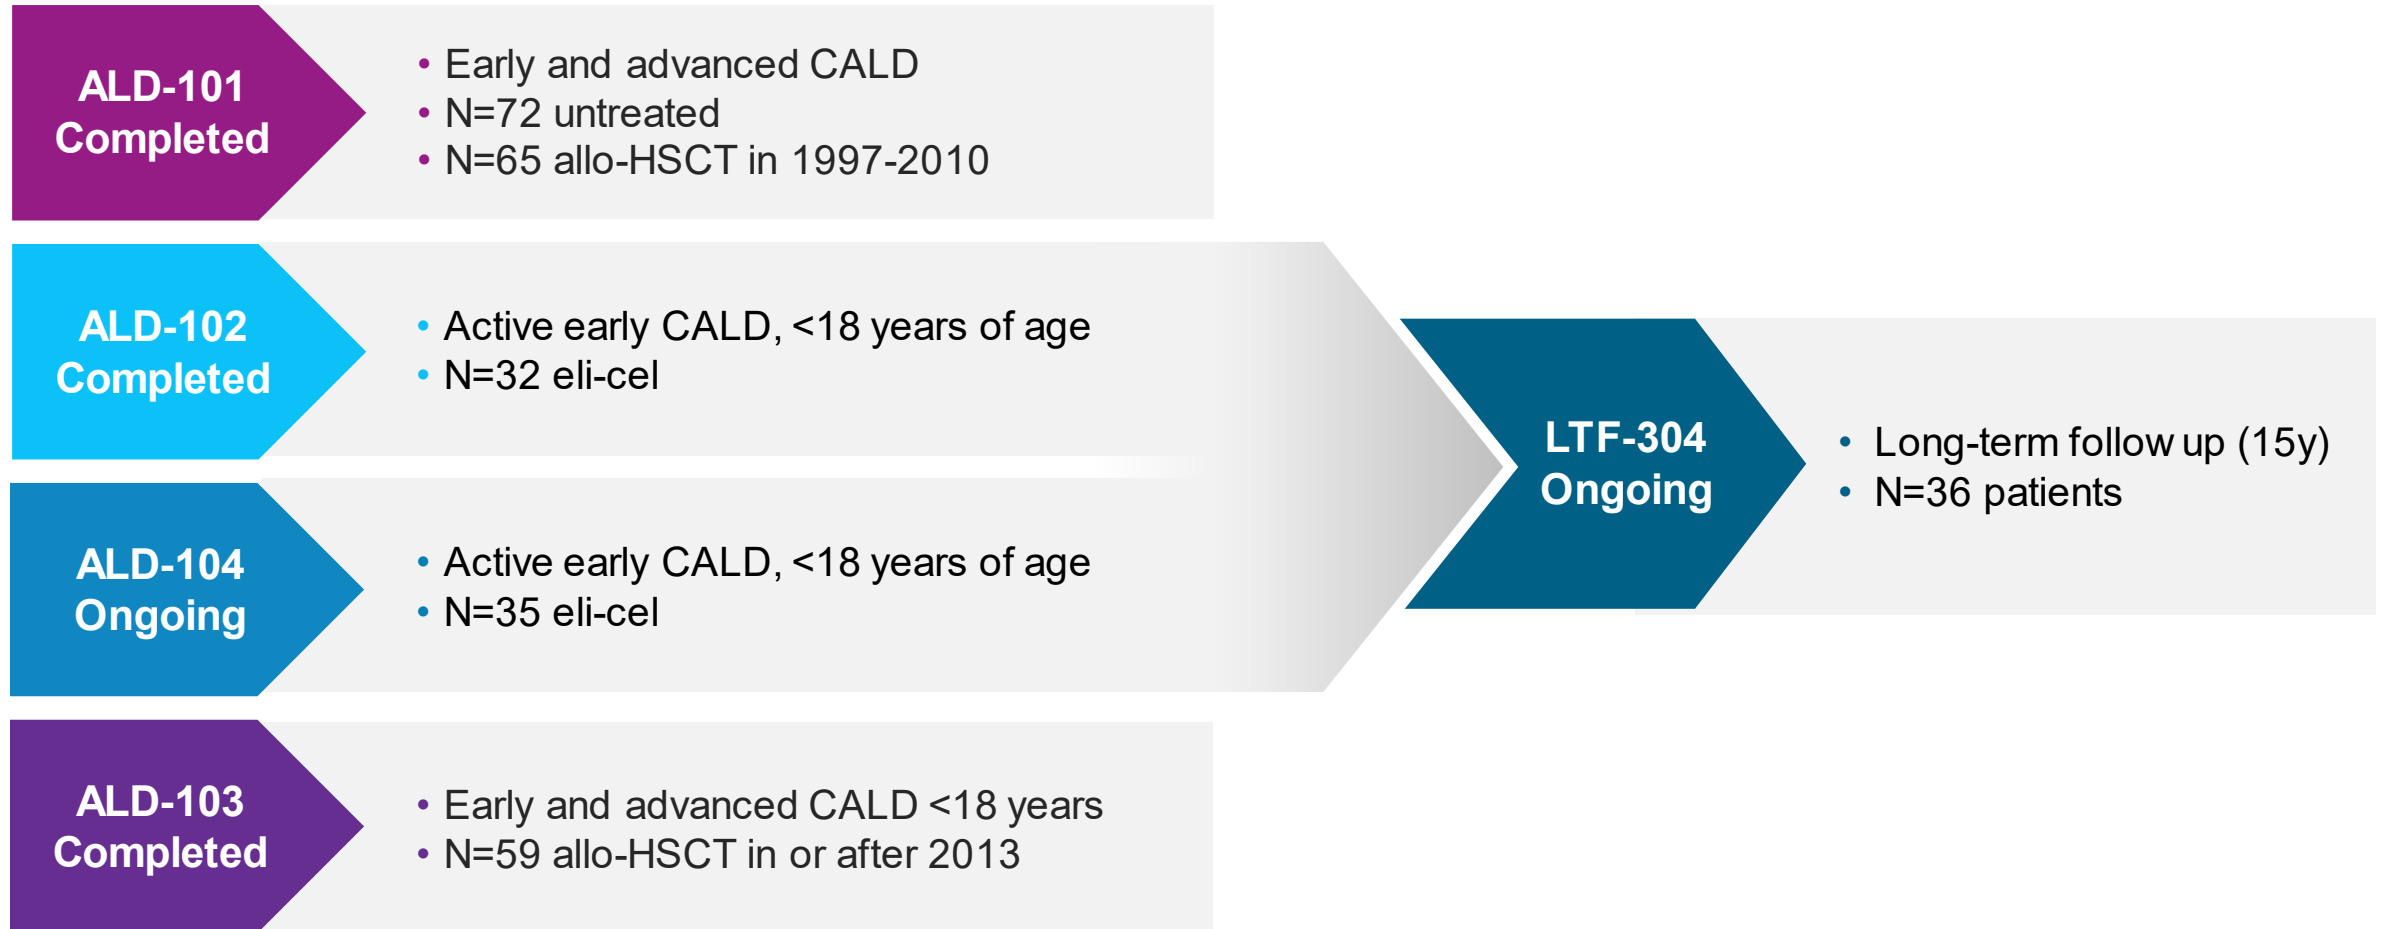 ALD-101
Completed
• Early and advanced CALD
• N=72 untreated
• N=65 allo-HSCT in 1997-2010
ALD-102
Completed
• Active early CALD, <18 years of age
• N=32 eli-cel
ALD-104
Ongoing
• Active early CALD, <18 years of age
• N=35 eli-cel
LTF-304
Ongoing
• Long-term follow up (15y)
• N=36 patients
ALD-103
Completed
• Early and advanced CALD <18 years
• N=59 allo-HSCT in or after 2013